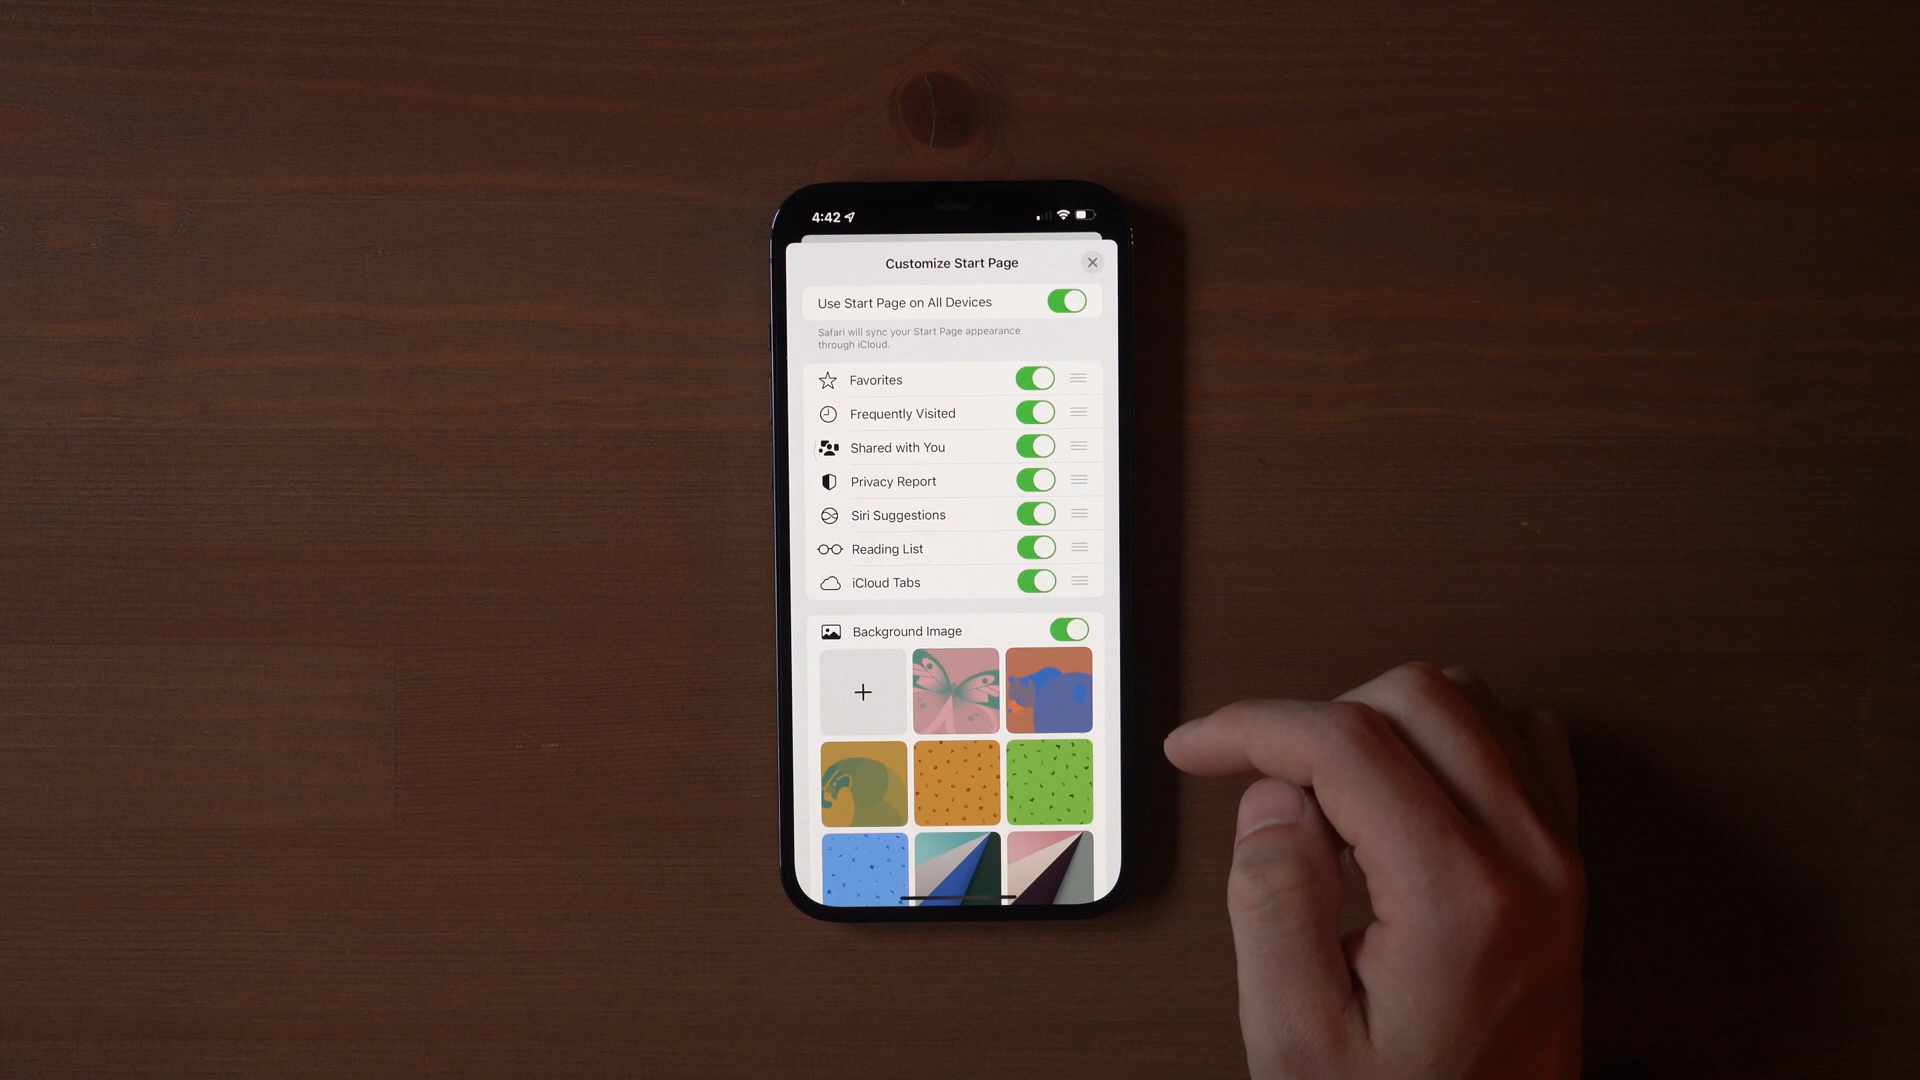 4:42
Customize Start Page
Use Start Page on All Devices
Safari will sync your Start Page appearance
through iCloud.
Favorites
Frequently Visited
Shared with You
Privacy Report
Siri Suggestions
Reading List
iCloud Tabs
Background Image